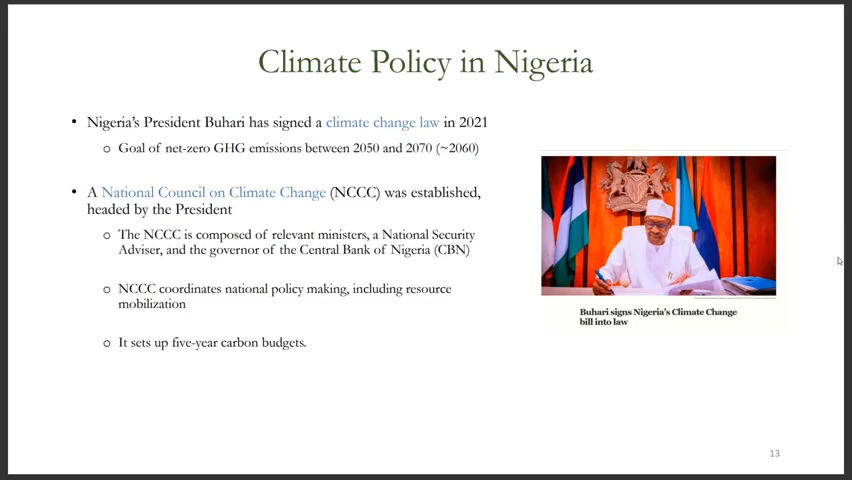 Climate Policy in Nigeria
• Nigeria's President Buhari has signed a climate change law in 2021
o Goal of net-zero GHG emissions between 2050 and 2070 (~2060)
• A National Council on Climate Change (NCCC) was established,
headed by the President
o The NCCC is composed of relevant ministers, a National Security
Adviser, and the governor of the Central Bank of Nigeria (CBN)
o NCCC coordinates national policy making, including resource
mobilization
o It sets up five-year carbon budgets.
Buhari signs Nigeria's Climate Change
bill into law
13